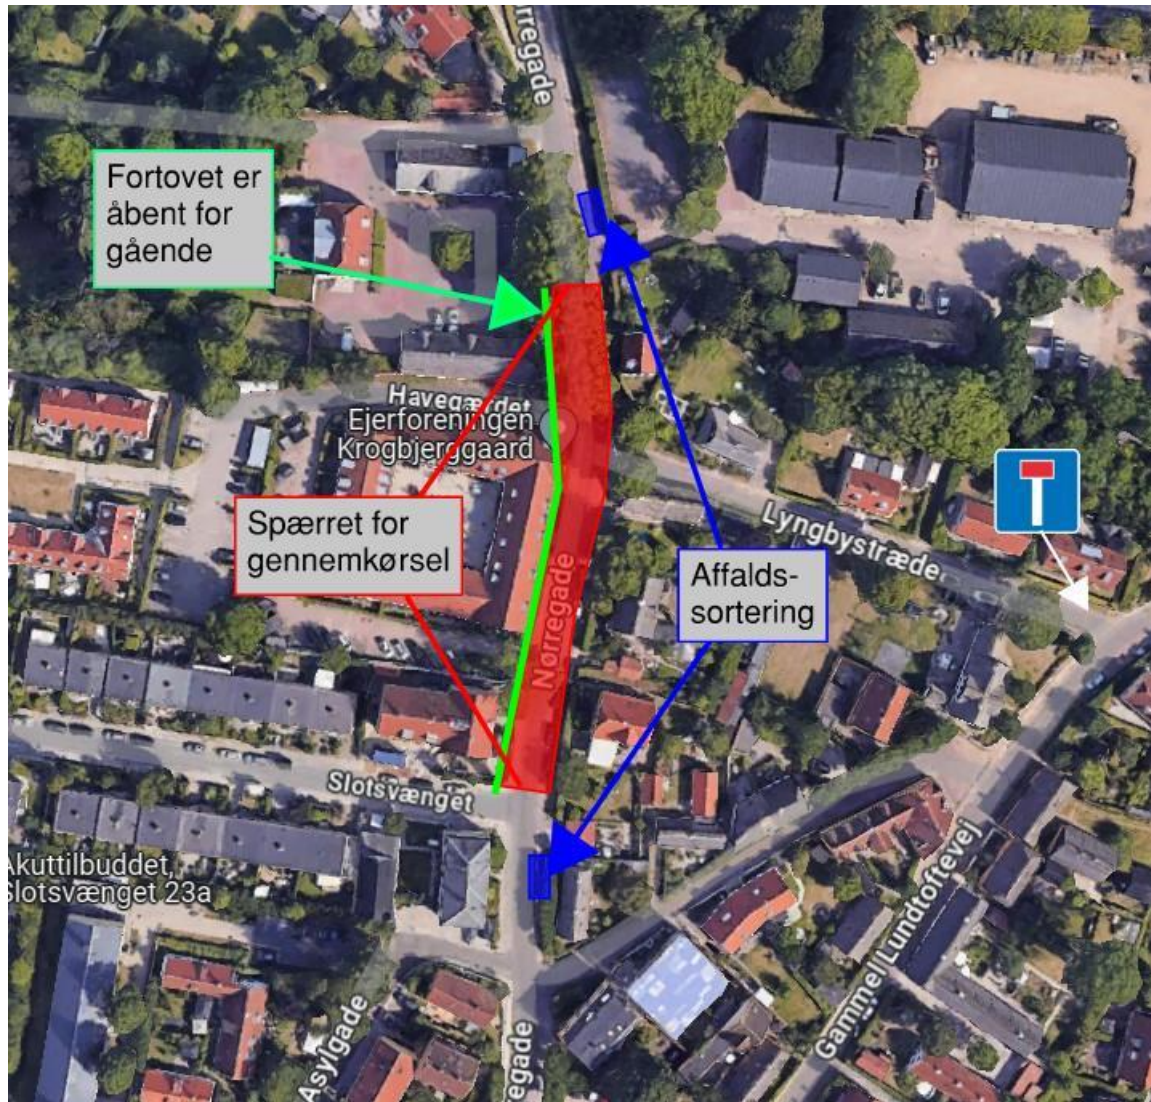 rregade
Fortovet er
åbent for
gående
Havegærdet
Ejerforeningen
Krogbjerggaard
Spærret for
gennemkørsel
Lyngbystræde
Nørregade
Affalds-
sortering
Slotsvænget
Akuttilbuddet,
Slotsvænget 23a
Gammel Lundtoftevej
Asylgade
regade